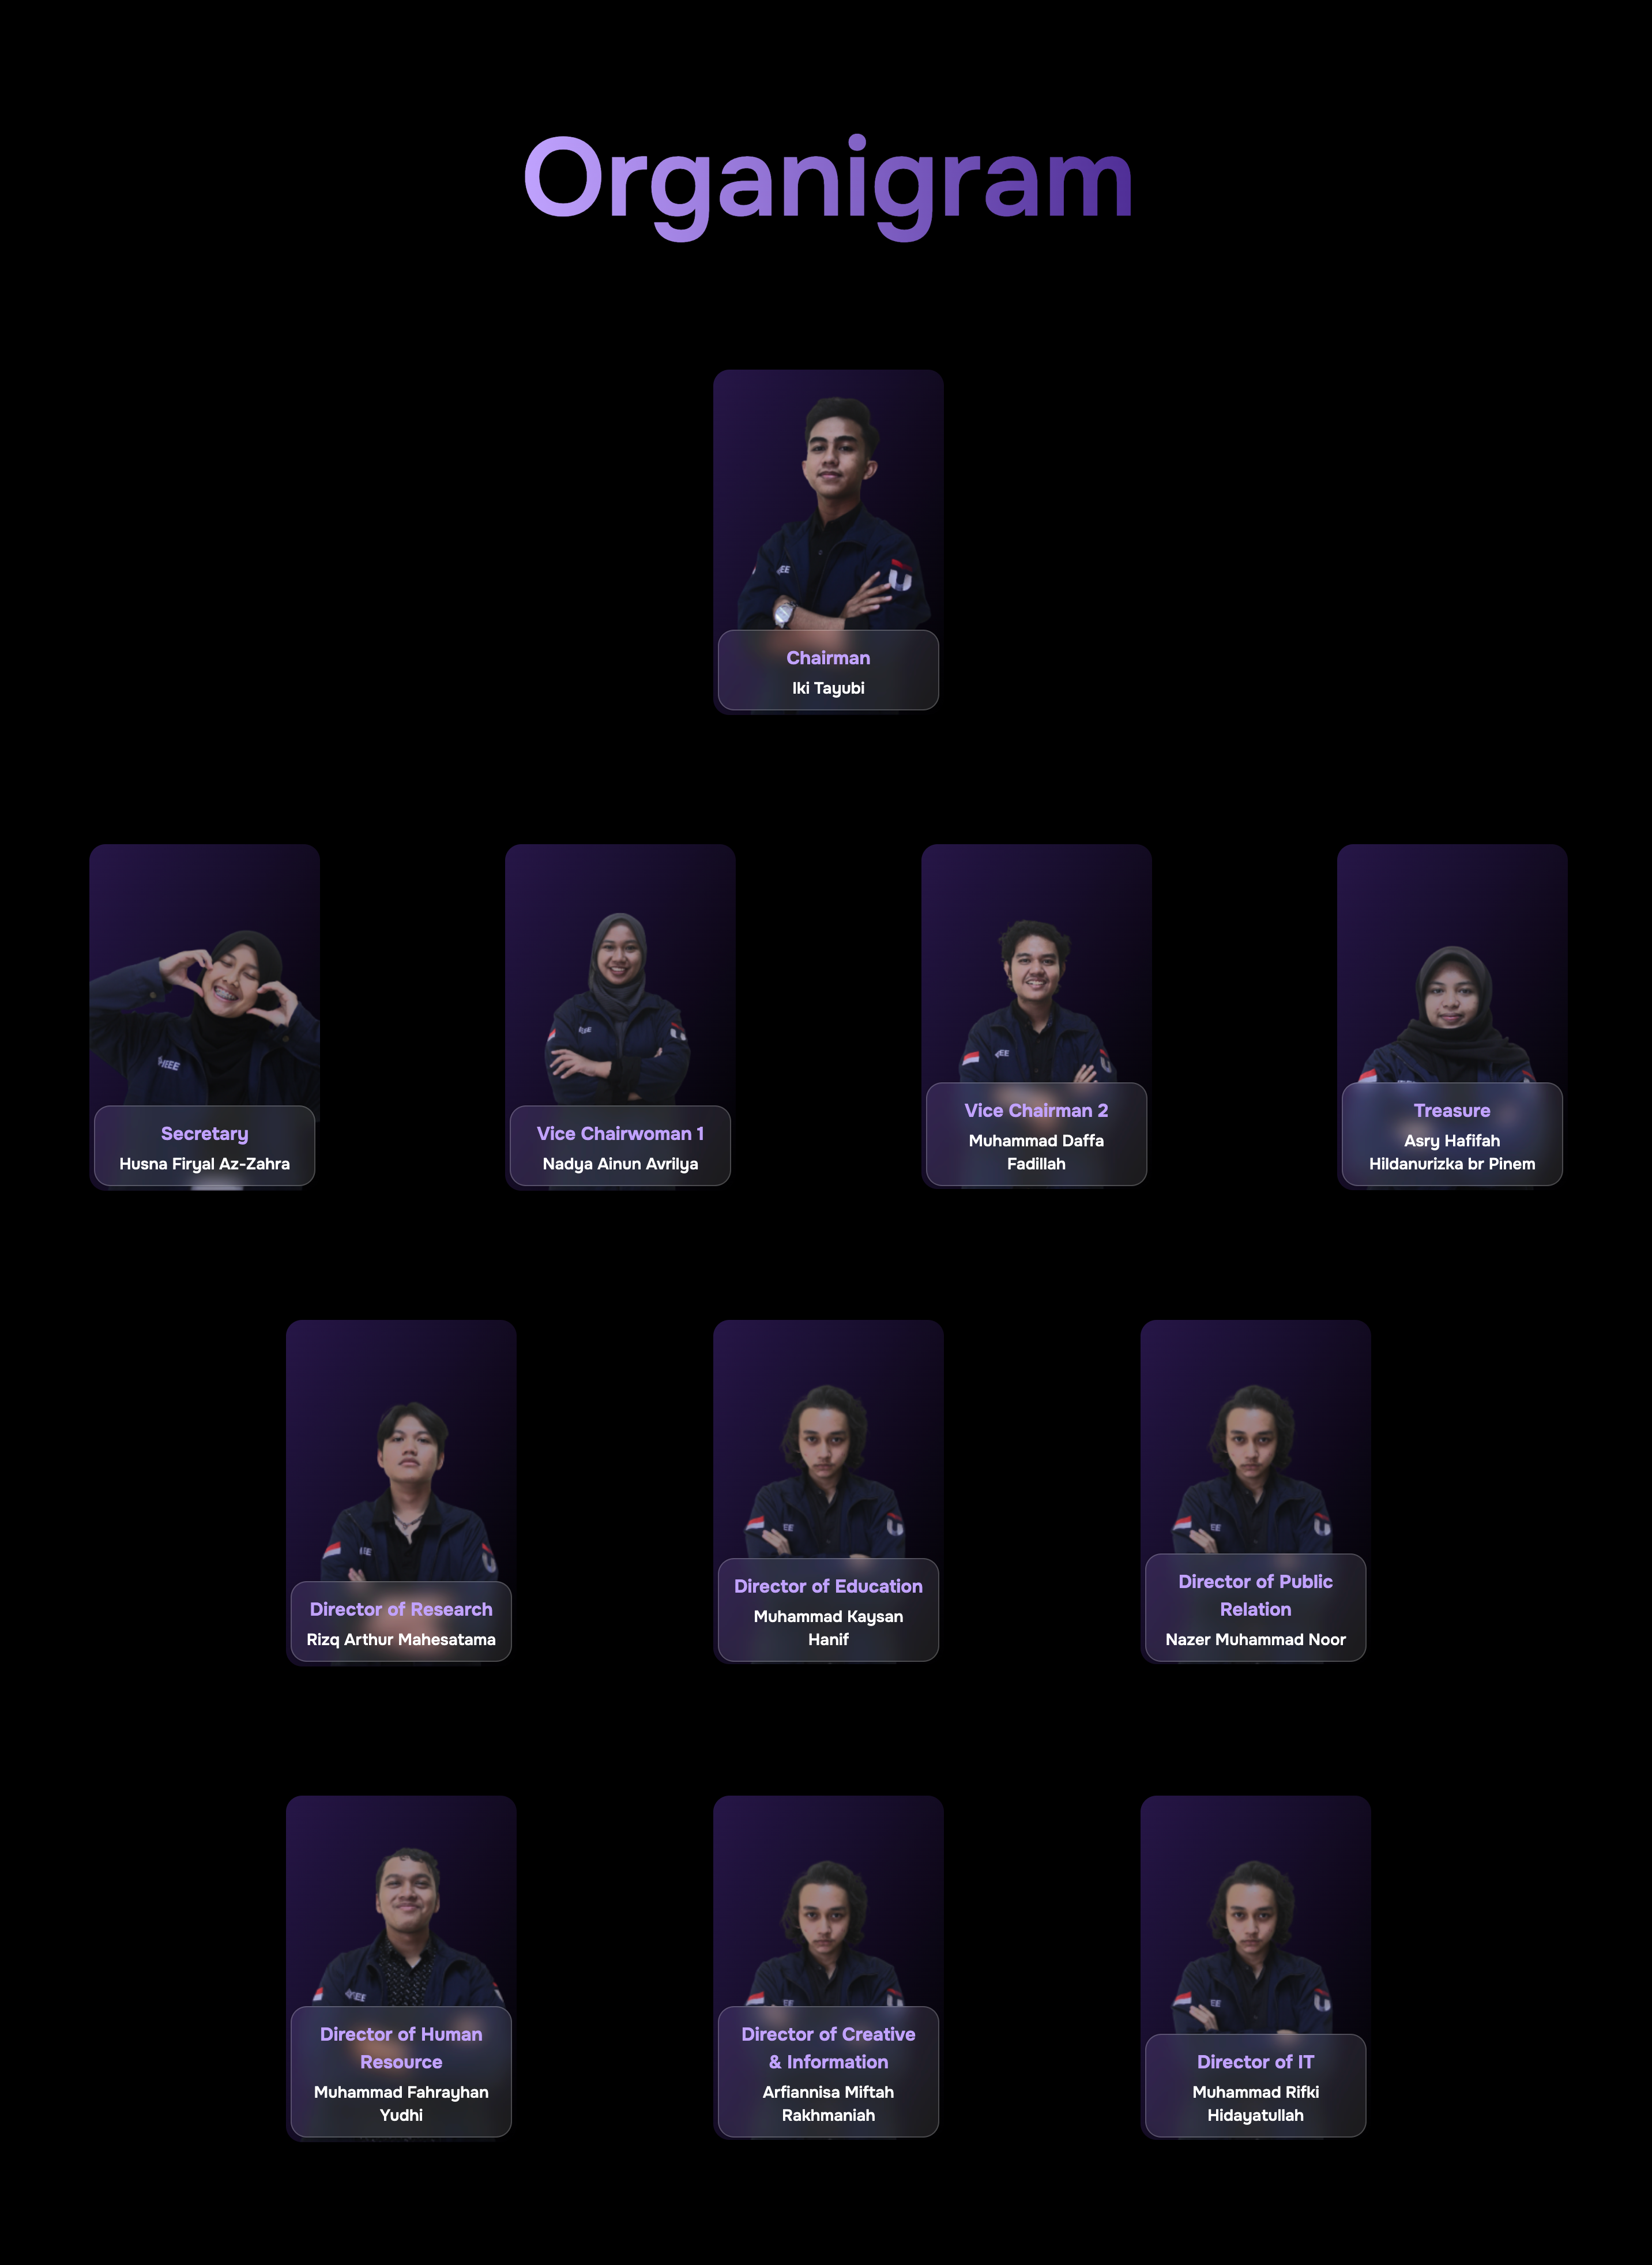 Organigram
Chairman
Iki Tayubi
Secretary
Husna Firyal Az-Zahra
Vice Chairwoman 1
Nadya Ainun Avrilya
Vice Chairman 2
Muhammad Daffa
Fadillah
Treasure
Asry Hafifah
Hildanurizka br Pinem
Director of Research
Rizq Arthur Mahesatama
Director of Education
Muhammad Kaysan
Hanif
Director of Public
Relation
Nazer Muhammad Noor
Director of Human
Resource
Muhammad Fahrayhan
Yudhi
Director of Creative
& Information
Arfiannisa Miftah
Rakhmaniah
Director of IT
Muhammad Rifki
Hidayatullah